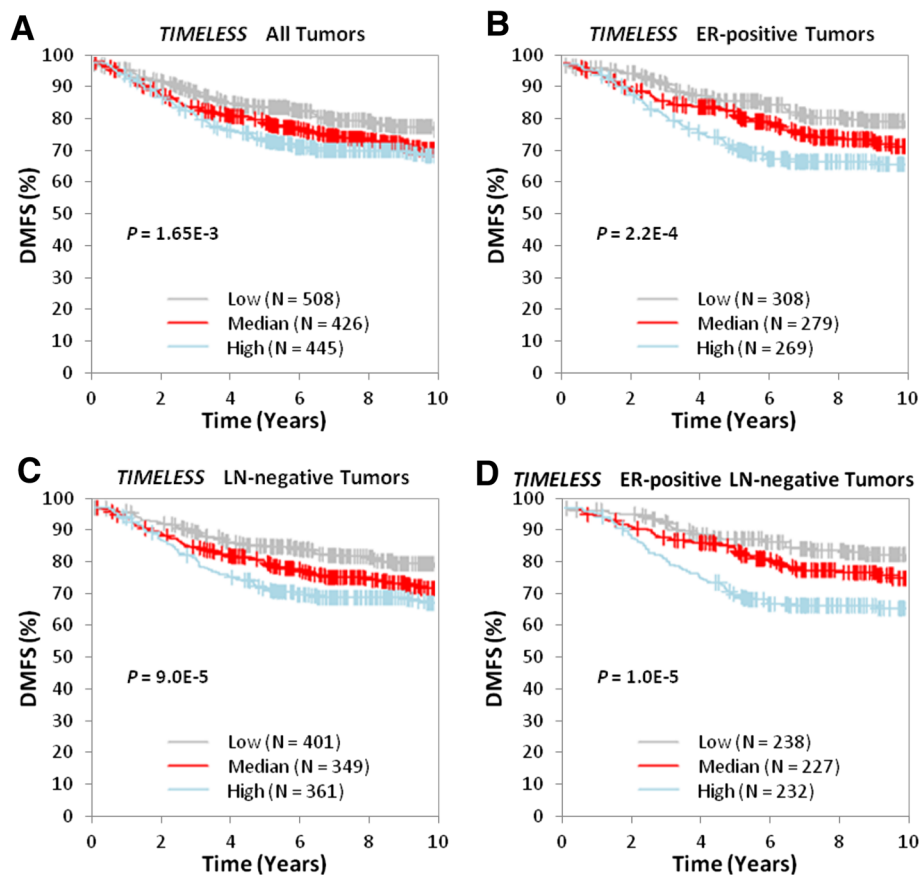 A
TIMELESS All Tumors
100
90
80
70
60
50
40
30
20
10
0
DMFS (%)
P = 1.65E-3
Low (N = 508)
Median (N = 426)
High (N = 445)
0 2 4 6 8 10
Time (Years)
B
TIMELESS ER-positive Tumors
100
90
80
70
60
50
40
30
20
10
0
DMFS (%)
P = 2.2E-4
Low (N = 308)
Median (N = 279)
High (N = 269)
0 2 4 6 8 10
Time (Years)
C
TIMELESS LN-negative Tumors
100
90
80
70
60
50
40
30
20
10
0
DMFS (%)
P = 9.0E-5
Low (N = 401)
Median (N = 349)
High (N = 361)
0 2 4 6 8 10
Time (Years)
D
TIMELESS ER-positive LN-negative Tumors
100
90
80
70
60
50
40
30
20
10
0
DMFS (%)
P = 1.0E-5
Low (N = 238)
Median (N = 227)
High (N = 232)
0 2 4 6 8 10
Time (Years)